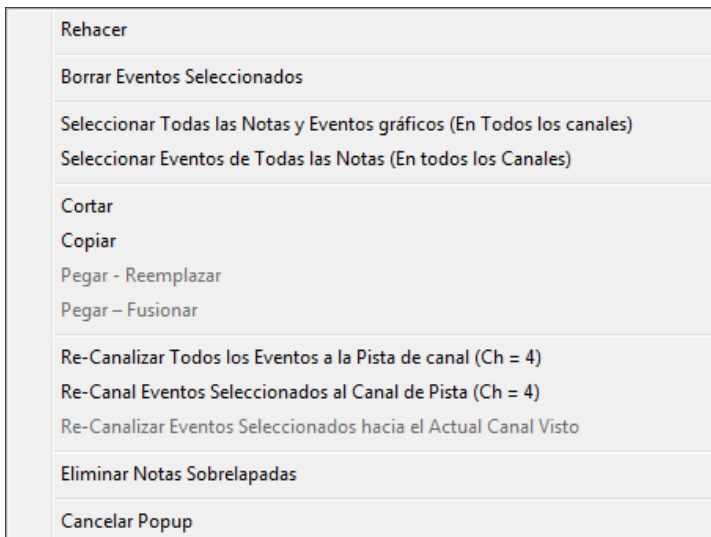 Rehacer
Borrar Eventos Seleccionados
Seleccionar Todas las Notas y Eventos gráficos (En Todos los canales)
Seleccionar Eventos de Todas las Notas (En todos los Canales)
Cortar
Copiar
Pegar - Reemplazar
Pegar – Fusionar
Re-Canalizar Todos los Eventos a la Pista de canal (Ch = 4)
Re-Canal Eventos Seleccionados al Canal de Pista (Ch = 4)
Re-Canalizar Eventos Seleccionados hacia el Actual Canal Visto
Eliminar Notas Sobrelapadas
Cancelar Popup